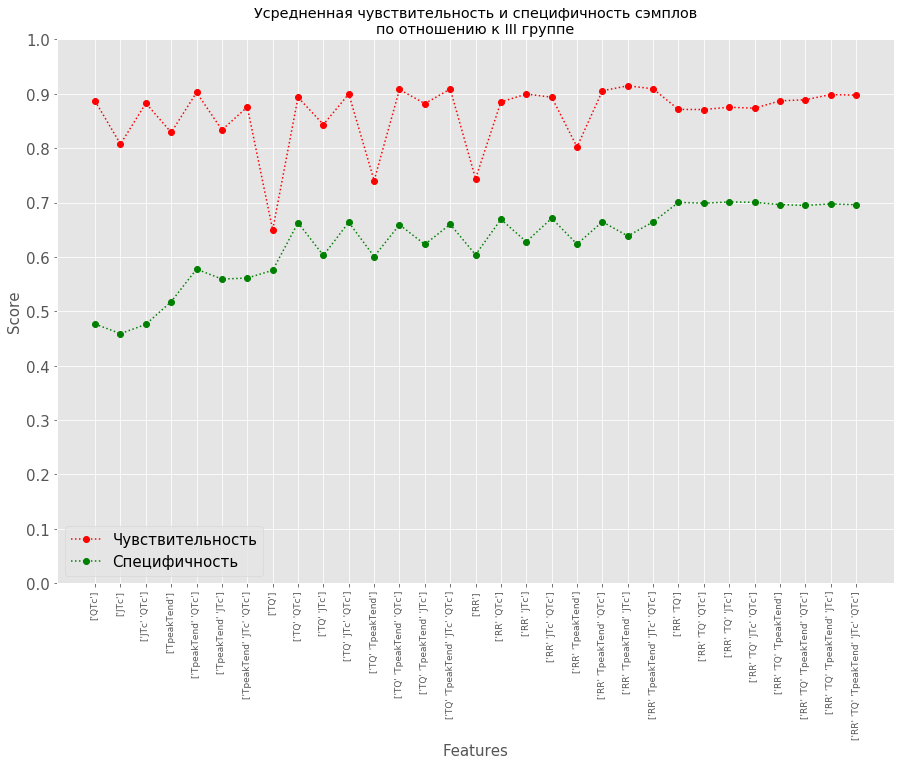 Усредненная чувствительность и специфичность сэмплов
по отношению к III группе
1.0
0.9
0.8
0.7
0.6
0.5
0.4
0.3
0.2
0.1
0.0
Score
Чувствительность
Специфичность
['QTc']
['JTc']
['JTc' 'QTc']
['TpeakTend']
['TpeakTend' 'QTc']
['TpeakTend' 'JTc']
['TpeakTend' 'JTc' 'QTc']
['TQ']
['TQ' 'QTc']
['TQ' 'JTc']
['TQ' 'JTc' 'QTc']
['TQ' 'TpeakTend']
['TQ' 'TpeakTend' 'QTc']
['TQ' 'TpeakTend' 'JTc']
['TQ' 'TpeakTend' 'JTc' 'QTc']
['RR']
['RR' 'QTc']
['RR' 'JTc']
['RR' 'JTc' 'QTc']
['RR' 'TpeakTend']
['RR' 'TpeakTend' 'QTc']
['RR' 'TpeakTend' 'JTc']
['RR' 'TpeakTend' 'JTc' 'QTc']
['RR' 'TQ']
['RR' 'TQ' 'QTc']
['RR' 'TQ' 'JTc']
['RR' 'TQ' 'JTc' 'QTc']
['RR' 'TQ' 'TpeakTend']
['RR' 'TQ' 'TpeakTend' 'QTc']
['RR' 'TQ' 'TpeakTend' 'JTc']
['RR' 'TQ' 'TpeakTend' 'JTc' 'QTc']
Features